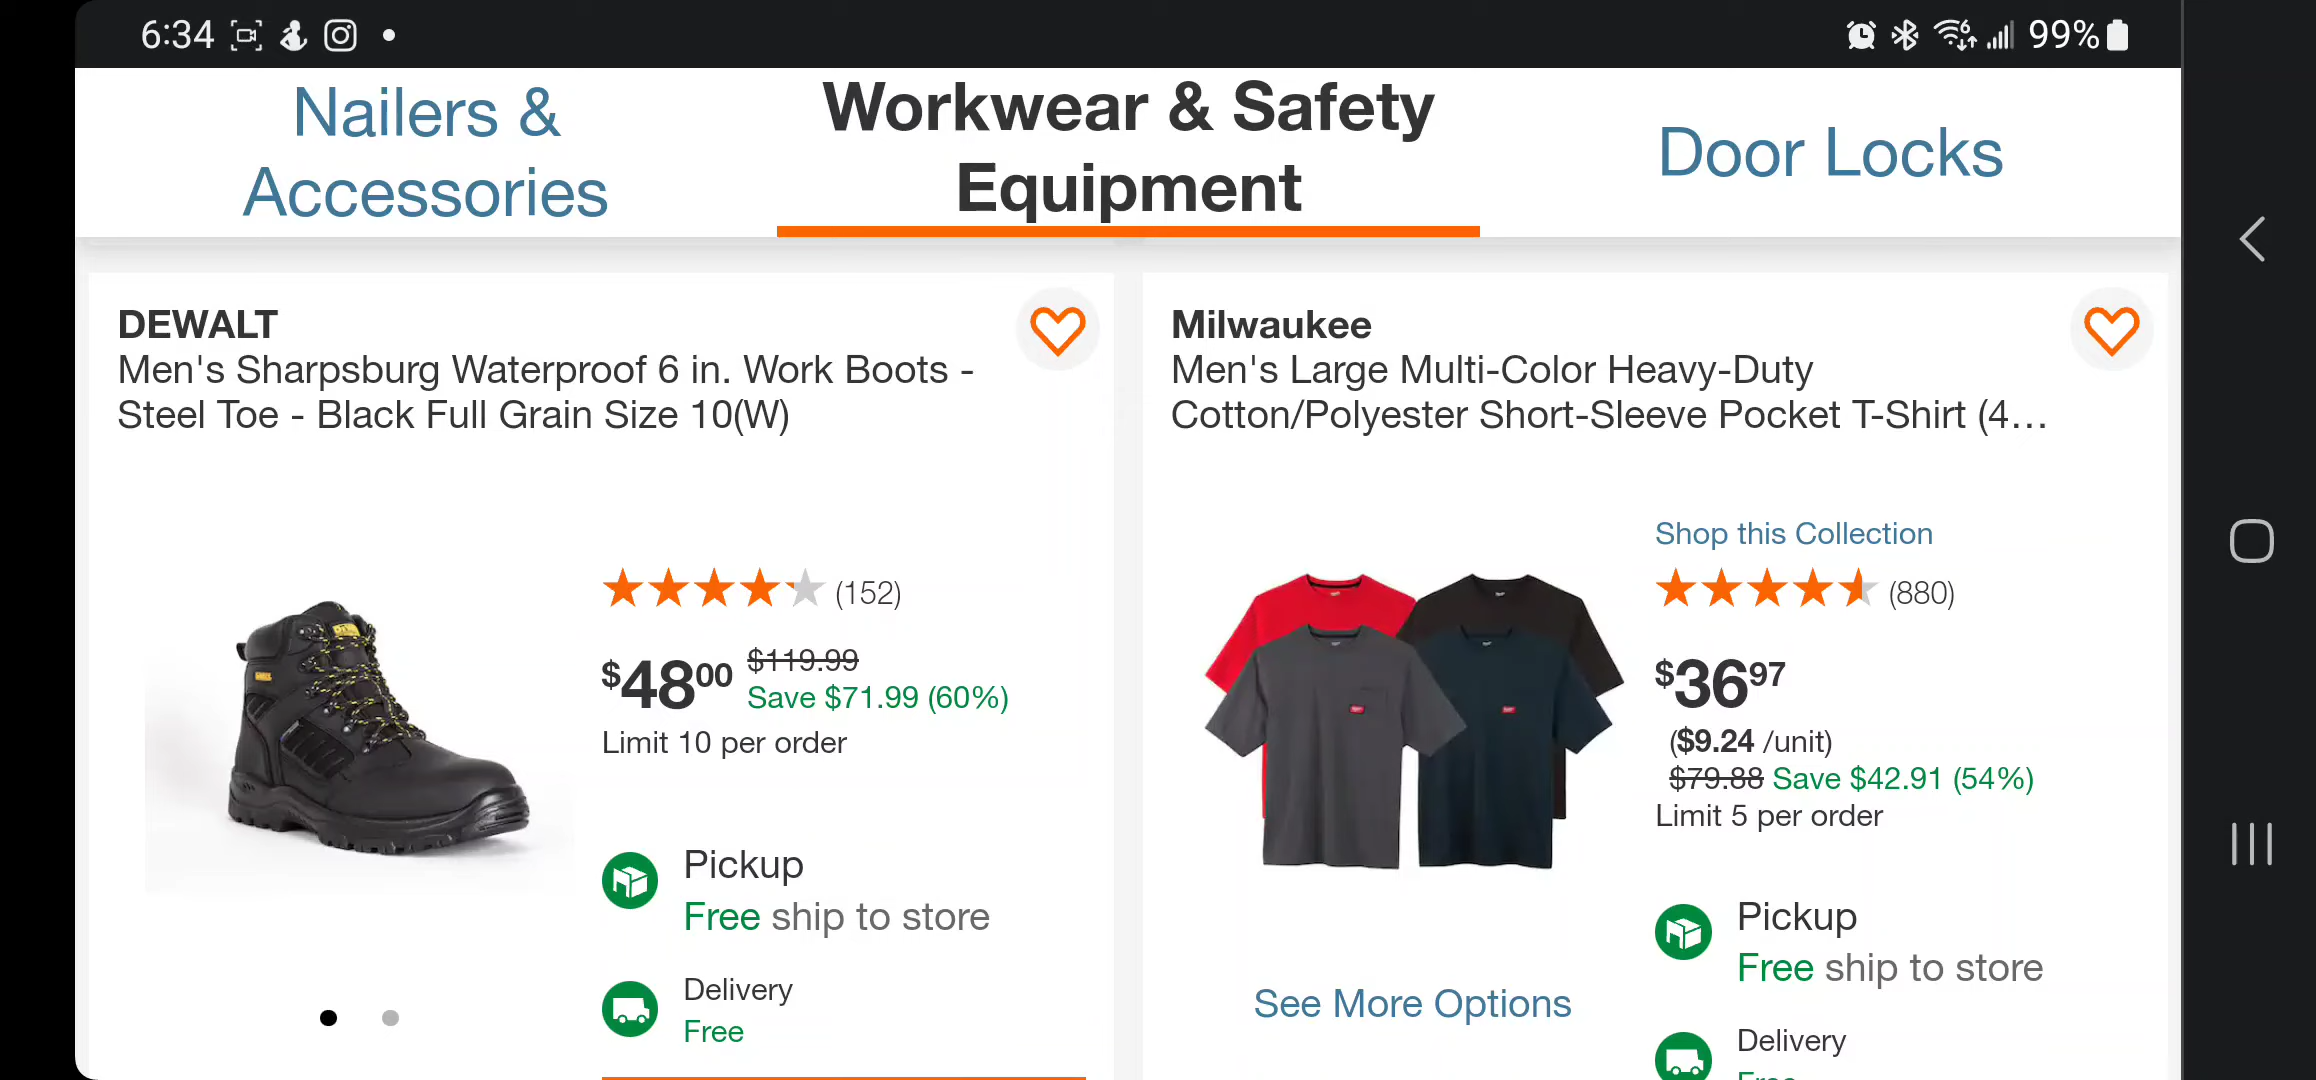 6:34
99%
Nailers &
Accessories
Workwear & Safety
Equipment
Door Locks
DEWALT
Men's Sharpsburg Waterproof 6 in. Work Boots -
Steel Toe - Black Full Grain Size 10(W)
(152)
$4800 $119.99
Save $71.99 (60%)
Limit 10 per order
Pickup
Free ship to store
Delivery
Free
Milwaukee
Men's Large Multi-Color Heavy-Duty
Cotton/Polyester Short-Sleeve Pocket T-Shirt (4...
Shop this Collection
(880)
$3697
($9.24 /unit)
$79.88 Save $42.91 (54%)
Limit 5 per order
See More Options
Pickup
Free ship to store
Delivery